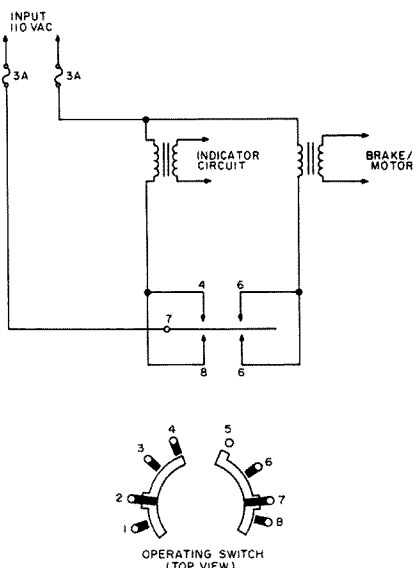 INPUT
110 VAC
3A
3A
INDICATOR
CIRCUIT
BRAKE/
MOTOR
4
6
7
8
6
4
5
3
6
2
7
1
8
OPERATING SWITCH
(TOP VIEW)